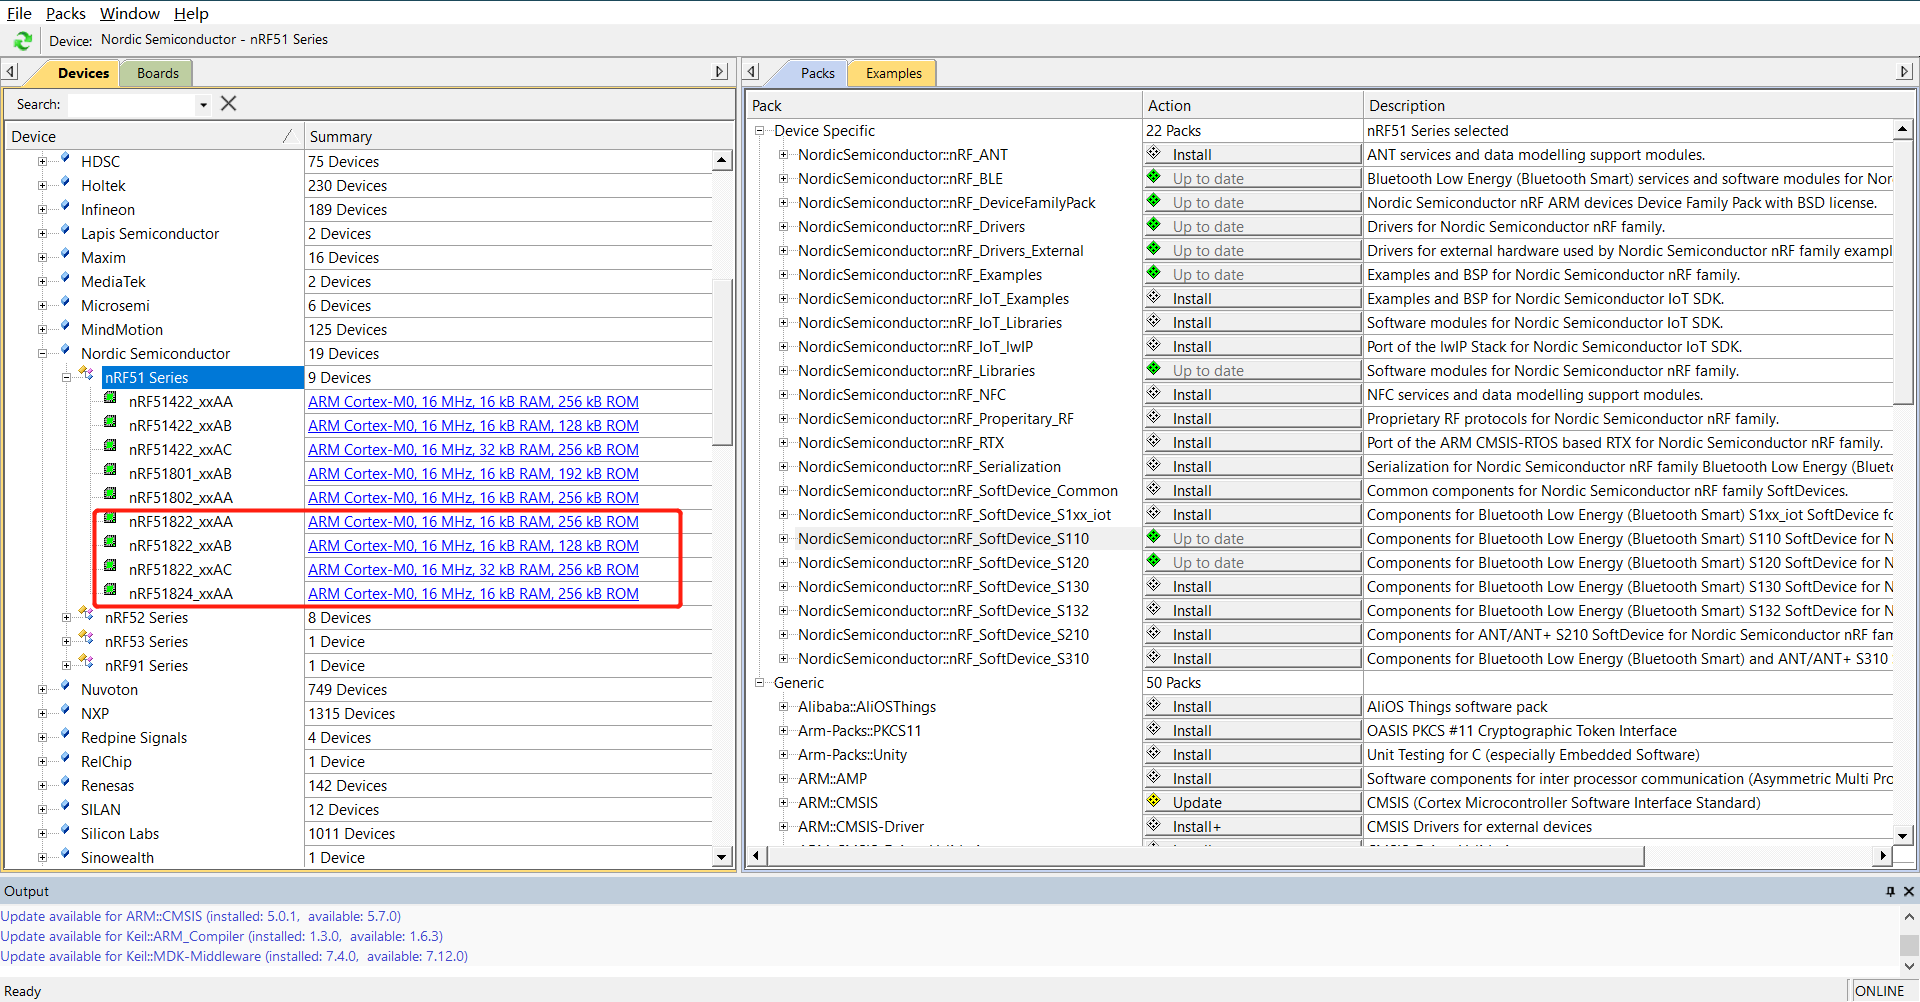 File Packs Window Help
Device: Nordic Semiconductor - nRF51 Series
Devices Boards
Search:
Device Summary
HDSC 75 Devices
Holtek 230 Devices
Infineon 189 Devices
Lapis Semiconductor 2 Devices
Maxim 16 Devices
MediaTek 2 Devices
Microsemi 6 Devices
MindMotion 125 Devices
Nordic Semiconductor 19 Devices
nRF51 Series 9 Devices
nRF51422_xxAA ARM Cortex-M0, 16 MHz, 16 kB RAM, 256 kB ROM
nRF51422_xxAB ARM Cortex-M0, 16 MHz, 16 kB RAM, 128 kB ROM
nRF51422_xxAC ARM Cortex-M0, 16 MHz, 32 kB RAM, 256 kB ROM
nRF51801_xxAB ARM Cortex-M0, 16 MHz, 16 kB RAM, 192 kB ROM
nRF51802_xxAA ARM Cortex-M0, 16 MHz, 16 kB RAM, 256 kB ROM
nRF51822_xxAA ARM Cortex-M0, 16 MHz, 16 kB RAM, 256 kB ROM
nRF51822_xxAB ARM Cortex-M0, 16 MHz, 16 kB RAM, 128 kB ROM
nRF51822_xxAC ARM Cortex-M0, 16 MHz, 32 kB RAM, 256 kB ROM
nRF51824_xxAA ARM Cortex-M0, 16 MHz, 16 kB RAM, 256 kB ROM
nRF52 Series 8 Devices
nRF53 Series 1 Device
nRF91 Series 1 Device
Nuvoton 749 Devices
NXP 1315 Devices
Redpine Signals 4 Devices
RelChip 1 Device
Renesas 142 Devices
SILAN 12 Devices
Silicon Labs 1011 Devices
Sinowealth 1 Device
Packs Examples
Pack Action Description
Device Specific 22 Packs nRF51 Series selected
NordicSemiconductor::nRF_ANT Install ANT services and data modelling support modules.
NordicSemiconductor::nRF_BLE Up to date Bluetooth Low Energy (Bluetooth Smart) services and software modules for Nor
NordicSemiconductor::nRF_DeviceFamilyPack Up to date Nordic Semiconductor nRF ARM devices Device Family Pack with BSD license.
NordicSemiconductor::nRF_Drivers Up to date Drivers for Nordic Semiconductor nRF family.
NordicSemiconductor::nRF_Drivers_External Up to date Drivers for external hardware used by Nordic Semiconductor nRF family exampl
NordicSemiconductor::nRF_Examples Up to date Examples and BSP for Nordic Semiconductor nRF family.
NordicSemiconductor::nRF_IoT_Examples Install Examples and BSP for Nordic Semiconductor IoT SDK.
NordicSemiconductor::nRF_IoT_Libraries Install Software modules for Nordic Semiconductor IoT SDK.
NordicSemiconductor::nRF_IoT_lwIP Install Port of the lwIP Stack for Nordic Semiconductor IoT SDK.
NordicSemiconductor::nRF_Libraries Up to date Software modules for Nordic Semiconductor nRF family.
NordicSemiconductor::nRF_NFC Install NFC services and data modelling support modules.
NordicSemiconductor::nRF_Properitary_RF Install Proprietary RF protocols for Nordic Semiconductor nRF family.
NordicSemiconductor::nRF_RTX Install Port of the ARM CMSIS-RTOS based RTX for Nordic Semiconductor nRF family.
NordicSemiconductor::nRF_Serialization Install Serialization for Nordic Semiconductor nRF family Bluetooth Low Energy (Bluet
NordicSemiconductor::nRF_SoftDevice_Common Install Common components for Nordic Semiconductor nRF family SoftDevices.
NordicSemiconductor::nRF_SoftDevice_S1xx_iot Install Components for Bluetooth Low Energy (Bluetooth Smart) S1xx_iot SoftDevice fo
NordicSemiconductor::nRF_SoftDevice_S110 Up to date Components for Bluetooth Low Energy (Bluetooth Smart) S110 SoftDevice for N
NordicSemiconductor::nRF_SoftDevice_S120 Up to date Components for Bluetooth Low Energy (Bluetooth Smart) S120 SoftDevice for N
NordicSemiconductor::nRF_SoftDevice_S130 Install Components for Bluetooth Low Energy (Bluetooth Smart) S130 SoftDevice for N
NordicSemiconductor::nRF_SoftDevice_S132 Install Components for Bluetooth Low Energy (Bluetooth Smart) S132 SoftDevice for N
NordicSemiconductor::nRF_SoftDevice_S210 Install Components for ANT/ANT+ S210 SoftDevice for Nordic Semiconductor nRF fam
NordicSemiconductor::nRF_SoftDevice_S310 Install Components for Bluetooth Low Energy (Bluetooth Smart) and ANT/ANT+ S310
Generic 50 Packs
Alibaba::AliOSThings Install AliOS Things software pack
Arm-Packs::PKCS11 Install OASIS PKCS #11 Cryptographic Token Interface
Arm-Packs::Unity Install Unit Testing for C (especially Embedded Software)
ARM::AMP Install Software components for inter processor communication (Asymmetric Multi Pro
ARM::CMSIS Update CMSIS (Cortex Microcontroller Software Interface Standard)
ARM::CMSIS-Driver Install+ CMSIS Drivers for external devices
Output
Update available for ARM::CMSIS (installed: 5.0.1, available: 5.7.0)
Update available for Keil::ARM_Compiler (installed: 1.3.0, available: 1.6.3)
Update available for Keil::MDK-Middleware (installed: 7.4.0, available: 7.12.0)
Ready ONLINE